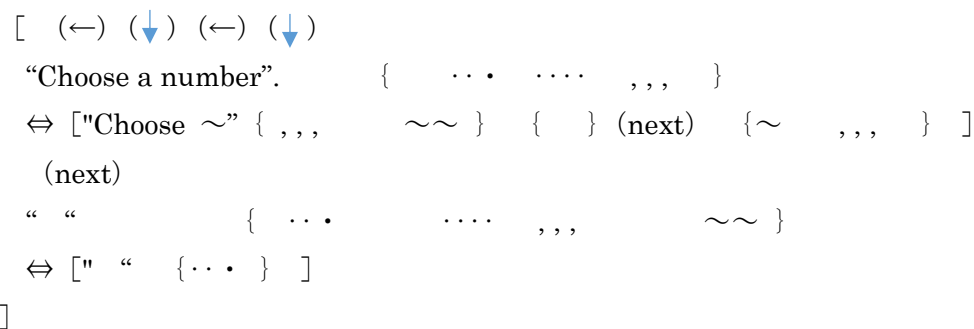 [ (←) (↓) (←) (↓)
“Choose a number”. { ··・ ···· ,,, }
⇔ ["Choose ～” { ,,, ～～ } { } (next) {～ ,,, } ]
(next)
“ “ { ··・ ···· ,,, ～～ }
⇔ [" “ {··・ } ]
]